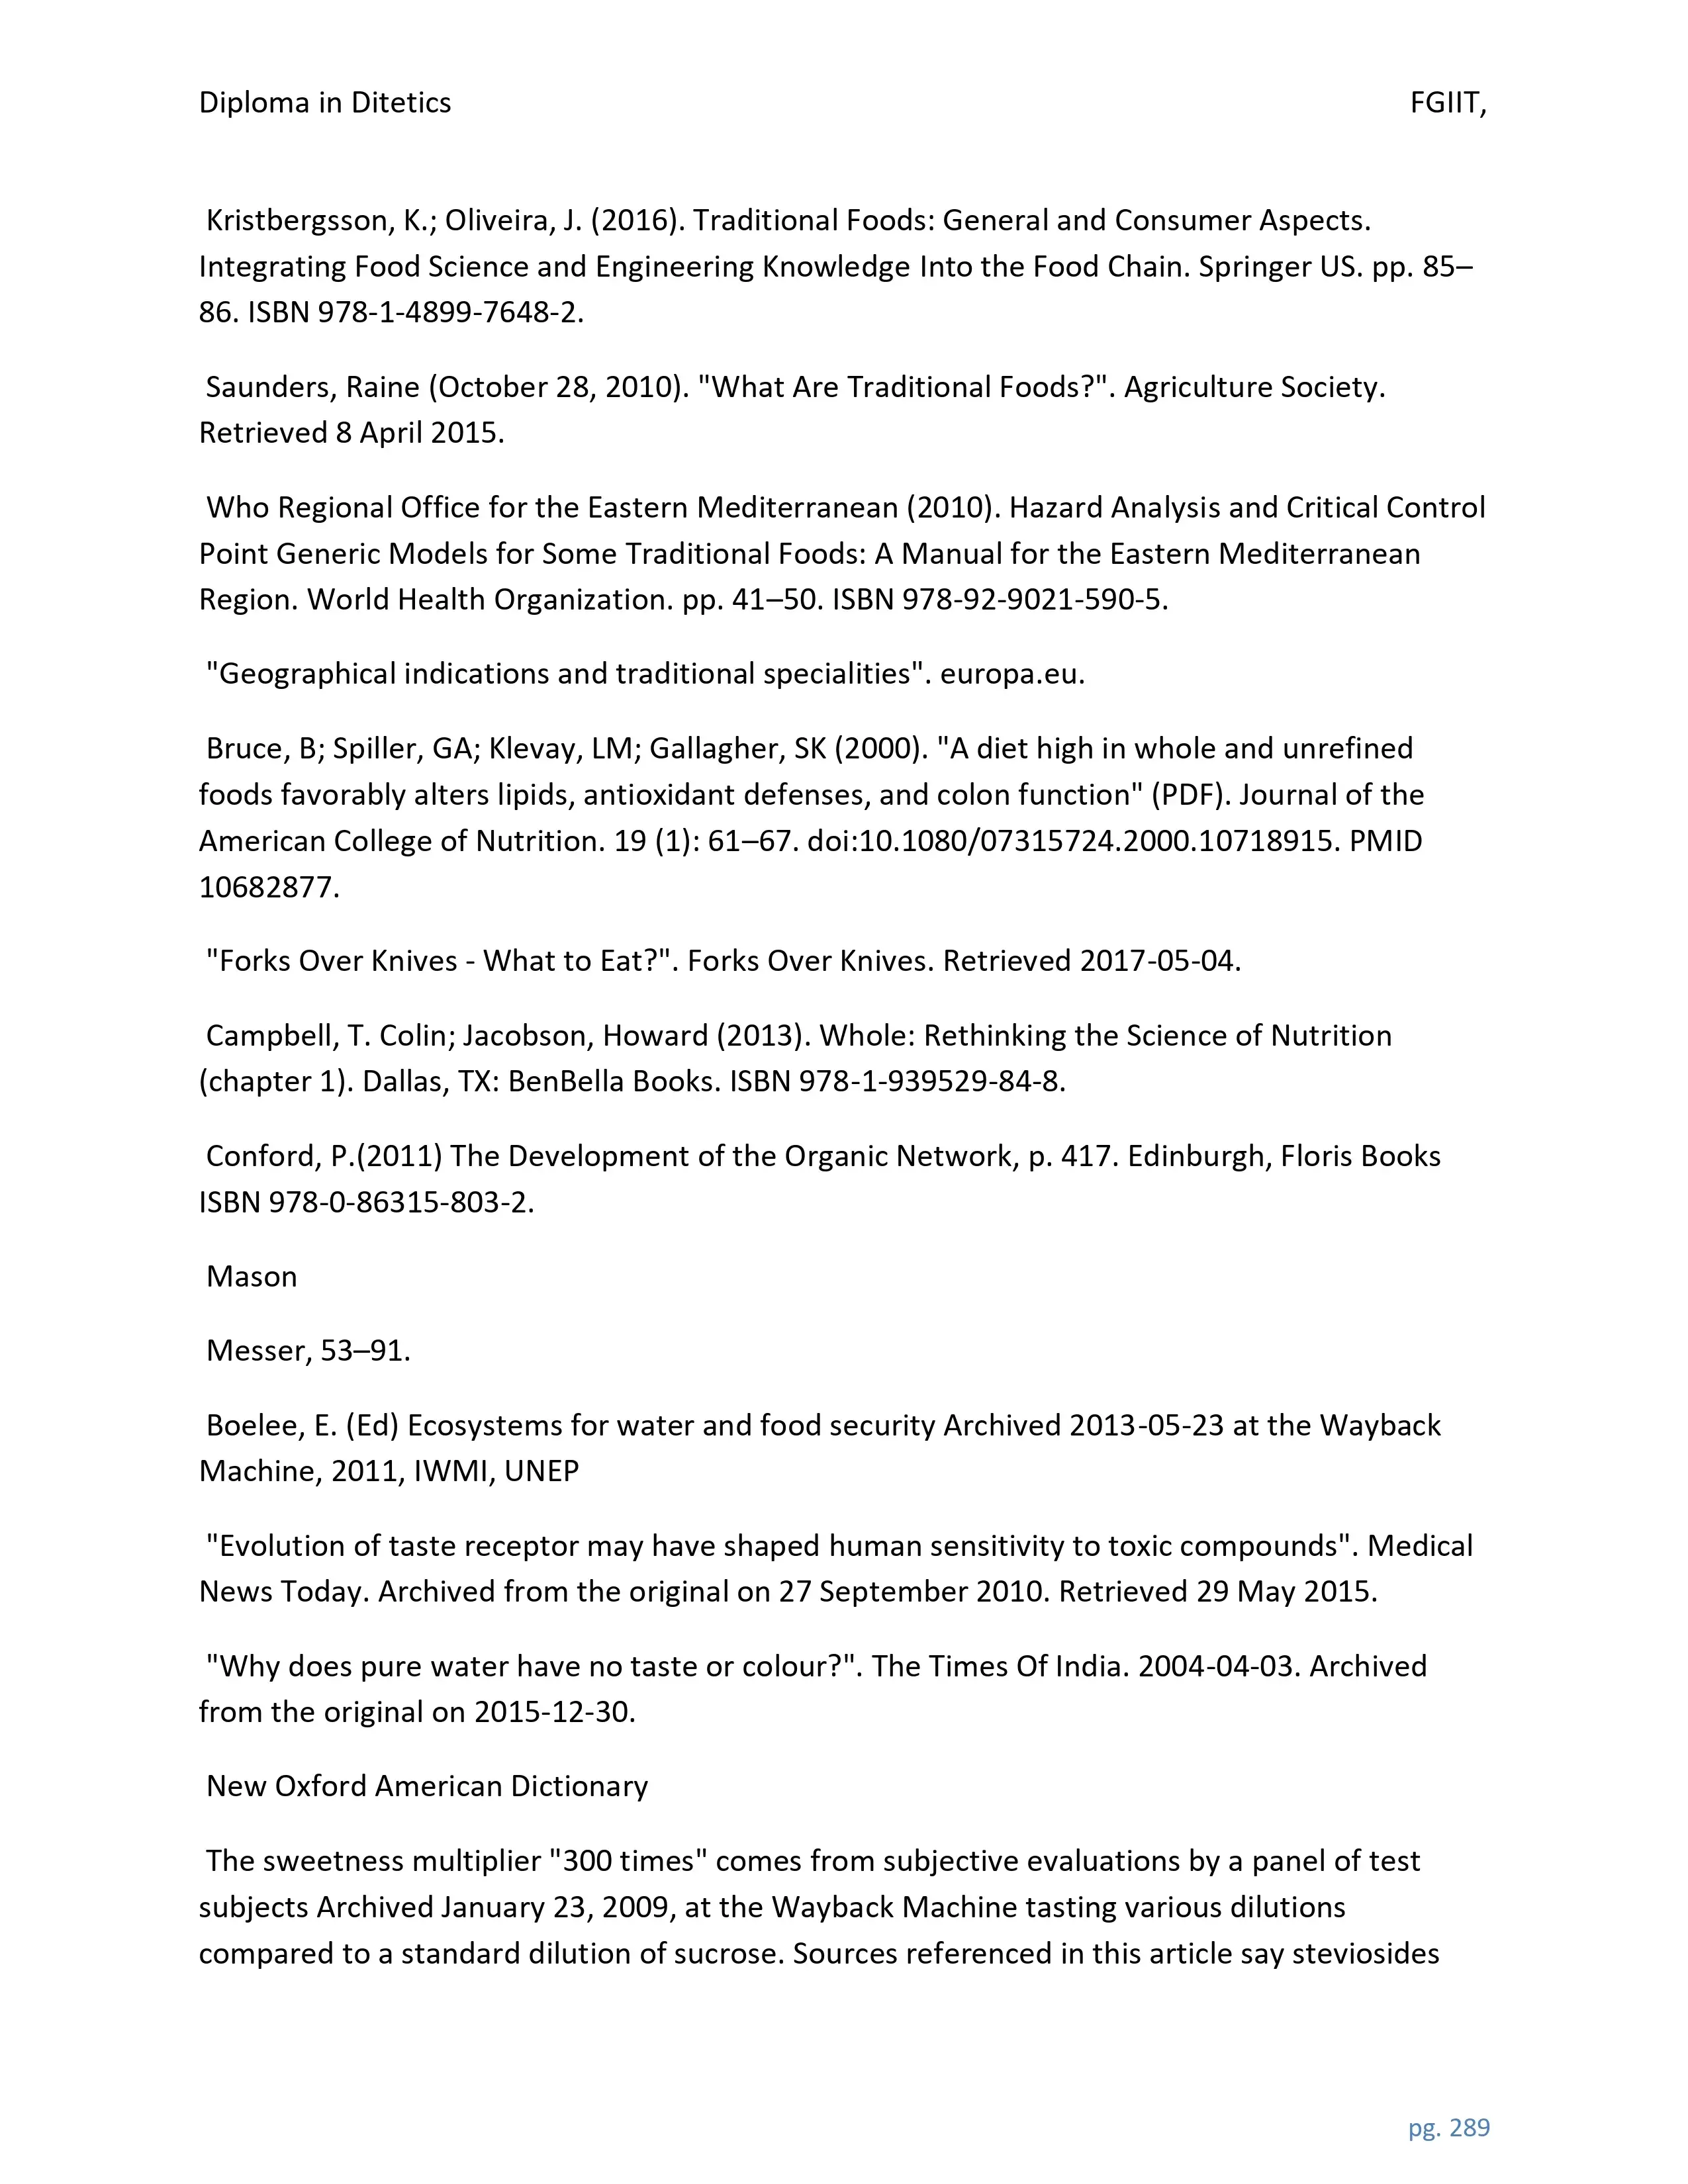 Diploma in Ditetics FGIIT,
Kristbergsson, K.; Oliveira, J. (2016). Traditional Foods: General and Consumer Aspects.
Integrating Food Science and Engineering Knowledge Into the Food Chain. Springer US. pp. 85–
86. ISBN 978-1-4899-7648-2.
Saunders, Raine (October 28, 2010). "What Are Traditional Foods?". Agriculture Society.
Retrieved 8 April 2015.
Who Regional Office for the Eastern Mediterranean (2010). Hazard Analysis and Critical Control
Point Generic Models for Some Traditional Foods: A Manual for the Eastern Mediterranean
Region. World Health Organization. pp. 41–50. ISBN 978-92-9021-590-5.
"Geographical indications and traditional specialities". europa.eu.
Bruce, B; Spiller, GA; Klevay, LM; Gallagher, SK (2000). "A diet high in whole and unrefined
foods favorably alters lipids, antioxidant defenses, and colon function" (PDF). Journal of the
American College of Nutrition. 19 (1): 61–67. doi:10.1080/07315724.2000.10718915. PMID
10682877.
"Forks Over Knives - What to Eat?". Forks Over Knives. Retrieved 2017-05-04.
Campbell, T. Colin; Jacobson, Howard (2013). Whole: Rethinking the Science of Nutrition
(chapter 1). Dallas, TX: BenBella Books. ISBN 978-1-939529-84-8.
Conford, P.(2011) The Development of the Organic Network, p. 417. Edinburgh, Floris Books
ISBN 978-0-86315-803-2.
Mason
Messer, 53–91.
Boelee, E. (Ed) Ecosystems for water and food security Archived 2013-05-23 at the Wayback
Machine, 2011, IWMI, UNEP
"Evolution of taste receptor may have shaped human sensitivity to toxic compounds". Medical
News Today. Archived from the original on 27 September 2010. Retrieved 29 May 2015.
"Why does pure water have no taste or colour?". The Times Of India. 2004-04-03. Archived
from the original on 2015-12-30.
New Oxford American Dictionary
The sweetness multiplier "300 times" comes from subjective evaluations by a panel of test
subjects Archived January 23, 2009, at the Wayback Machine tasting various dilutions
compared to a standard dilution of sucrose. Sources referenced in this article say steviosides
pg. 289